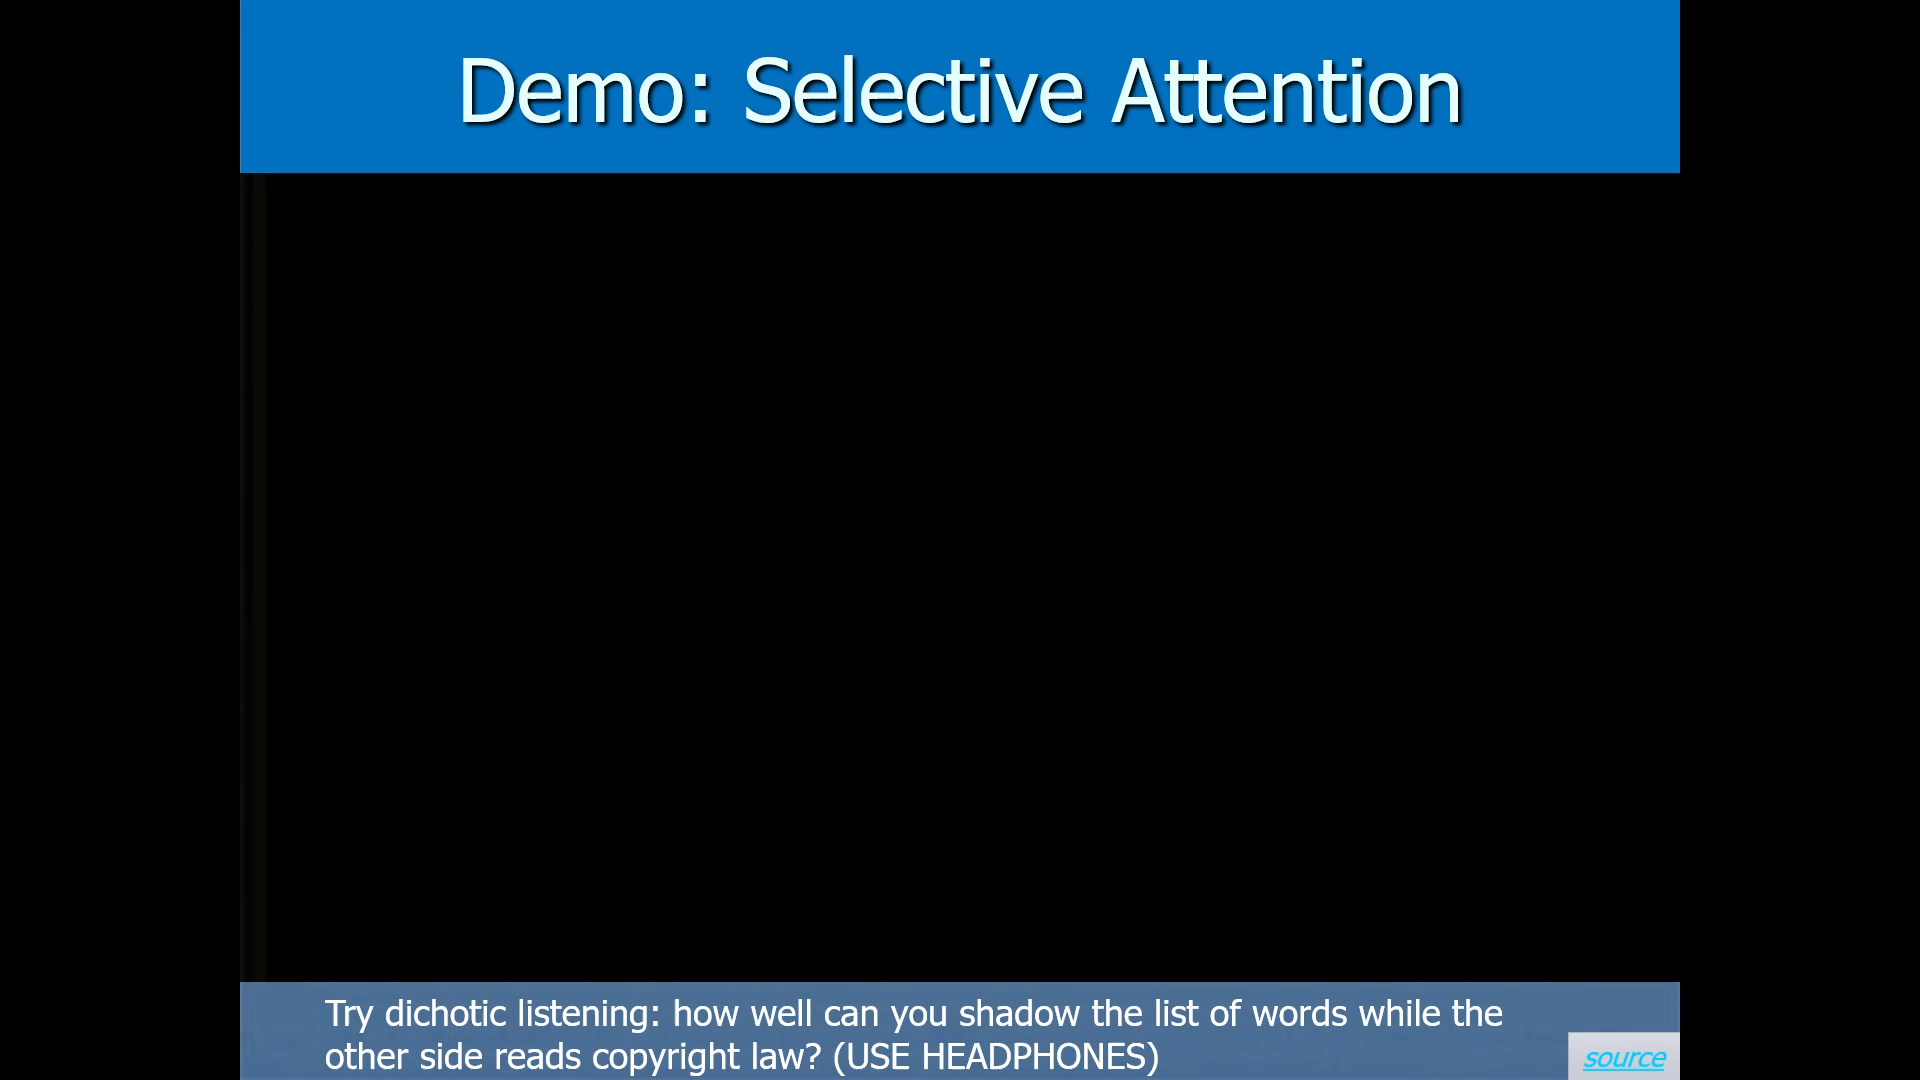 Demo: Selective Attention
Try dichotic listening: how well can you shadow the list of words while the
other side reads copyright law? (USE HEADPHONES)
source